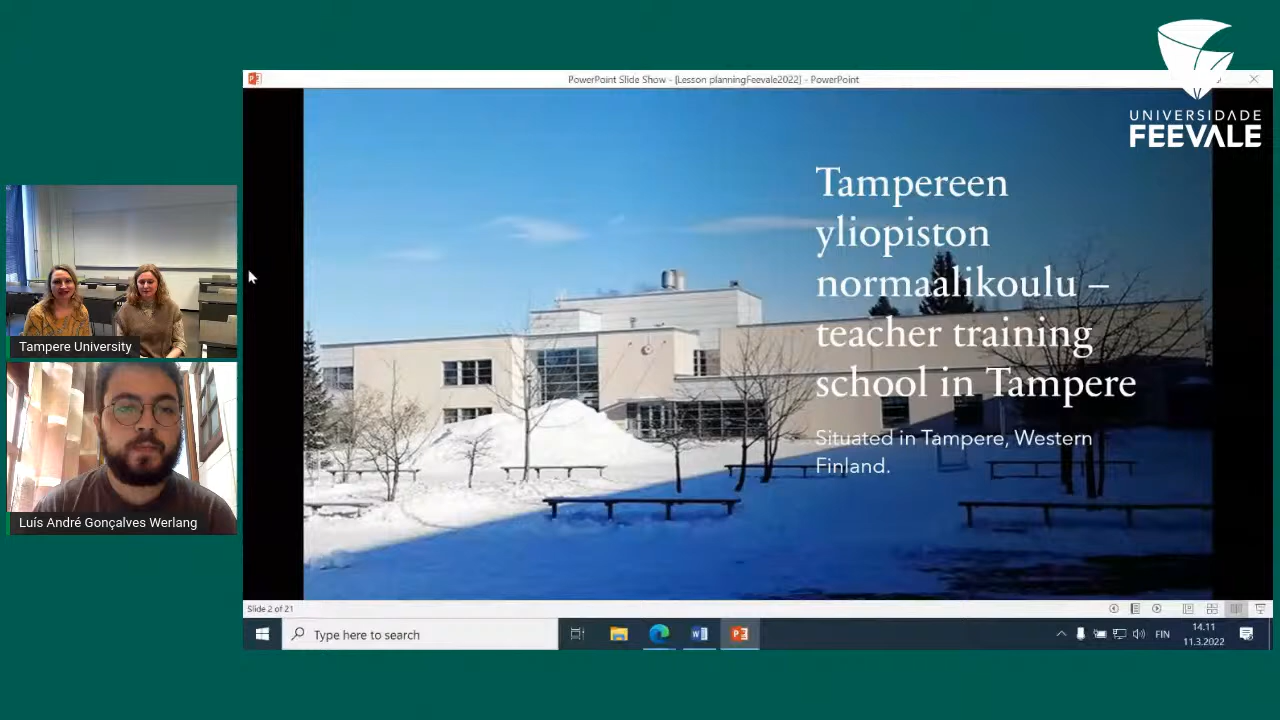 UNIVERSIDADE
FEEVALE
PowerPoint Slide Show - [Lesson planningFeevale2022] - PowerPoint
Tampereen
yliopiston
normaalikoulu –
teacher training
school in Tampere
Situated in Tampere, Western
Finland.
Tampere University
Luís André Gonçalves Werlang
Slide 2 of 21
Type here to search
FIN
14.11
11.3.2022